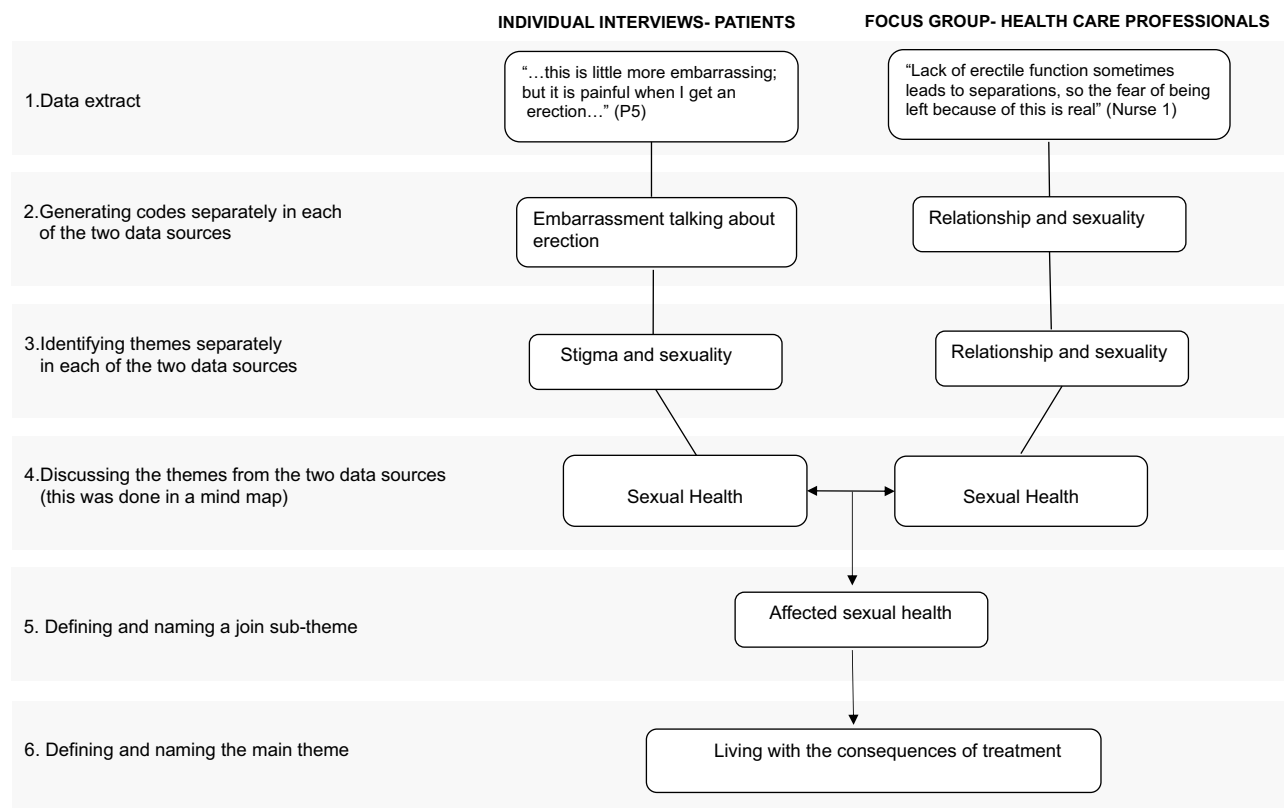 INDIVIDUAL INTERVIEWS- PATIENTS
FOCUS GROUP- HEALTH CARE PROFESSIONALS
1.Data extract
“…this is little more embarrassing;
but it is painful when I get an
erection…” (P5)
“Lack of erectile function sometimes
leads to separations, so the fear of being
left because of this is real” (Nurse 1)
2.Generating codes separately in each
of the two data sources
Embarrassment talking about
erection
Relationship and sexuality
3.Identifying themes separately
in each of the two data sources
Stigma and sexuality
Relationship and sexuality
4.Discussing the themes from the two data sources
(this was done in a mind map)
Sexual Health
Sexual Health
5. Defining and naming a join sub-theme
Affected sexual health
6. Defining and naming the main theme
Living with the consequences of treatment